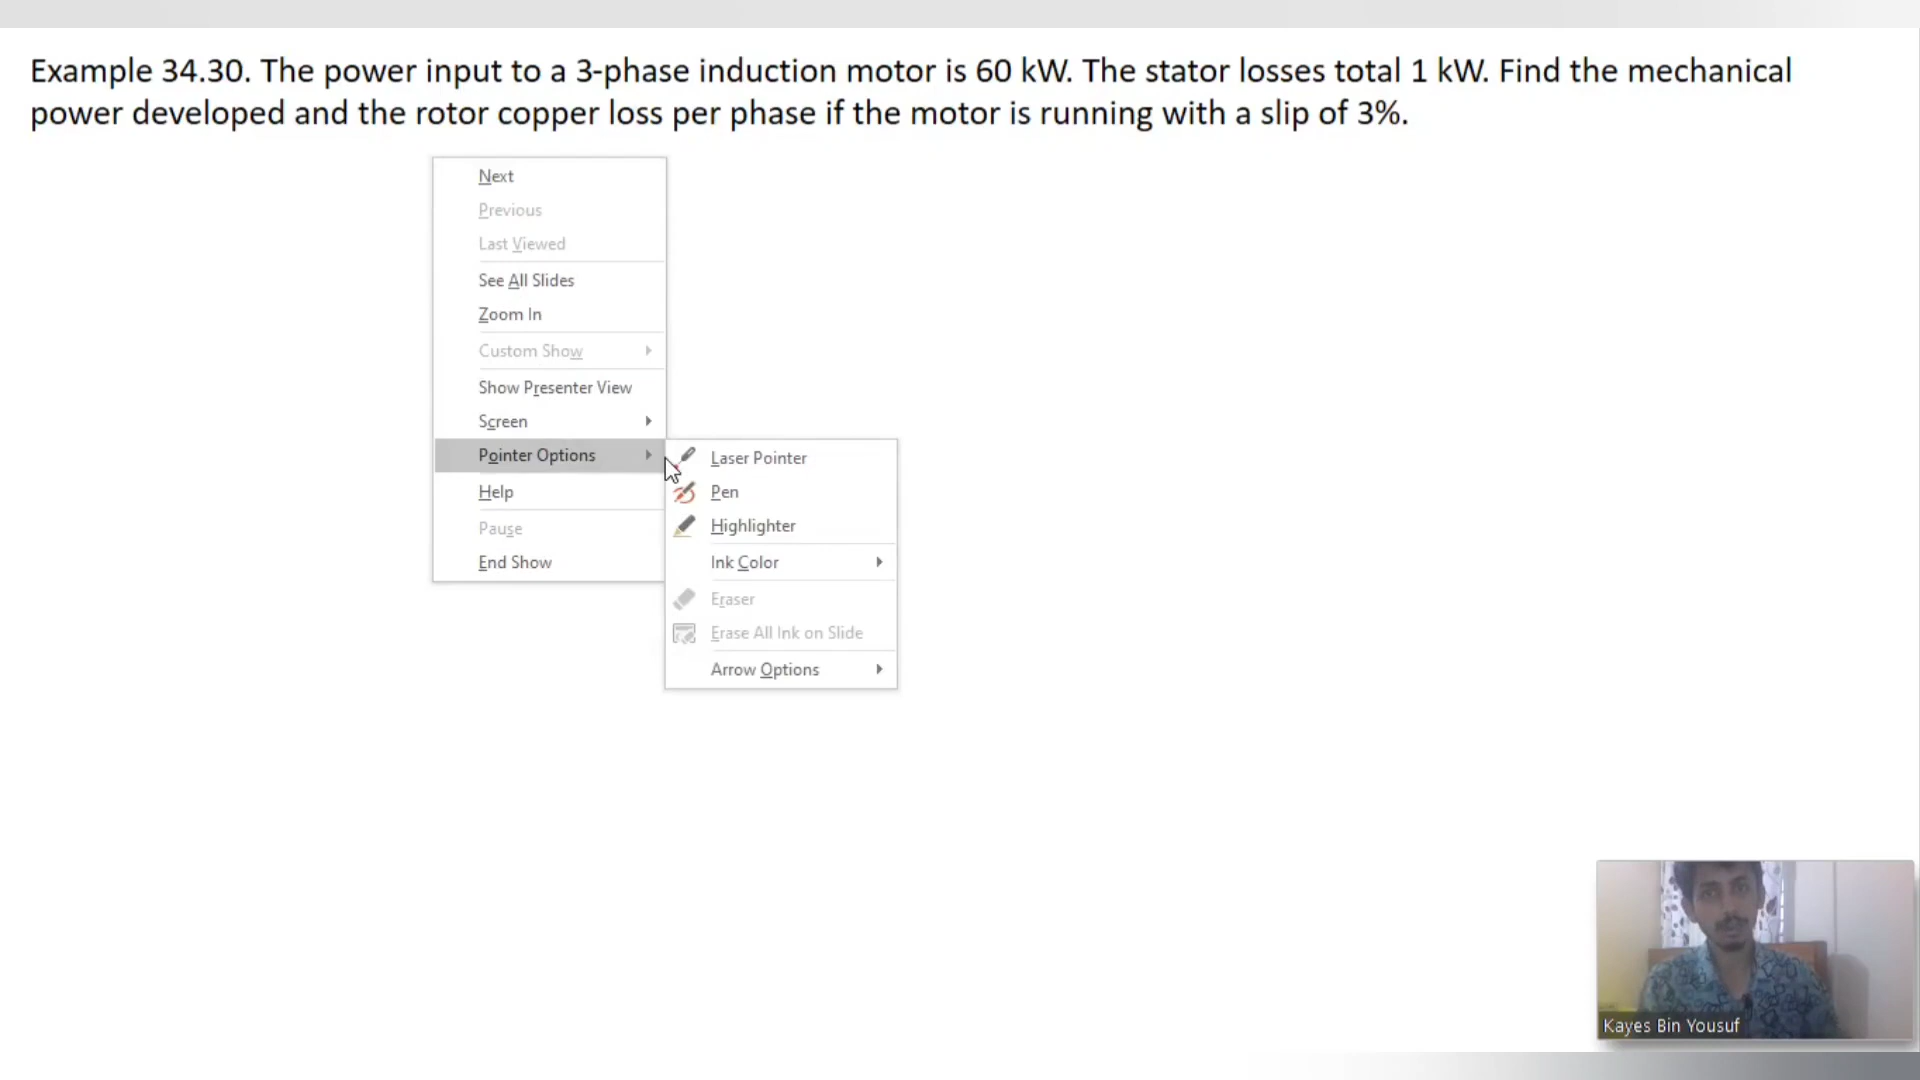 Example 34.30. The power input to a 3-phase induction motor is 60 kW. The stator losses total 1 kW. Find the mechanical
power developed and the rotor copper loss per phase if the motor is running with a slip of 3%.
Next
Previous
Last Viewed
See All Slides
Zoom In
Custom Show
Show Presenter View
Screen
Pointer Options
Help
Pause
End Show
Laser Pointer
Pen
Highlighter
Ink Color
Eraser
Erase All Ink on Slide
Arrow Options
Kayes Bin Yousuf